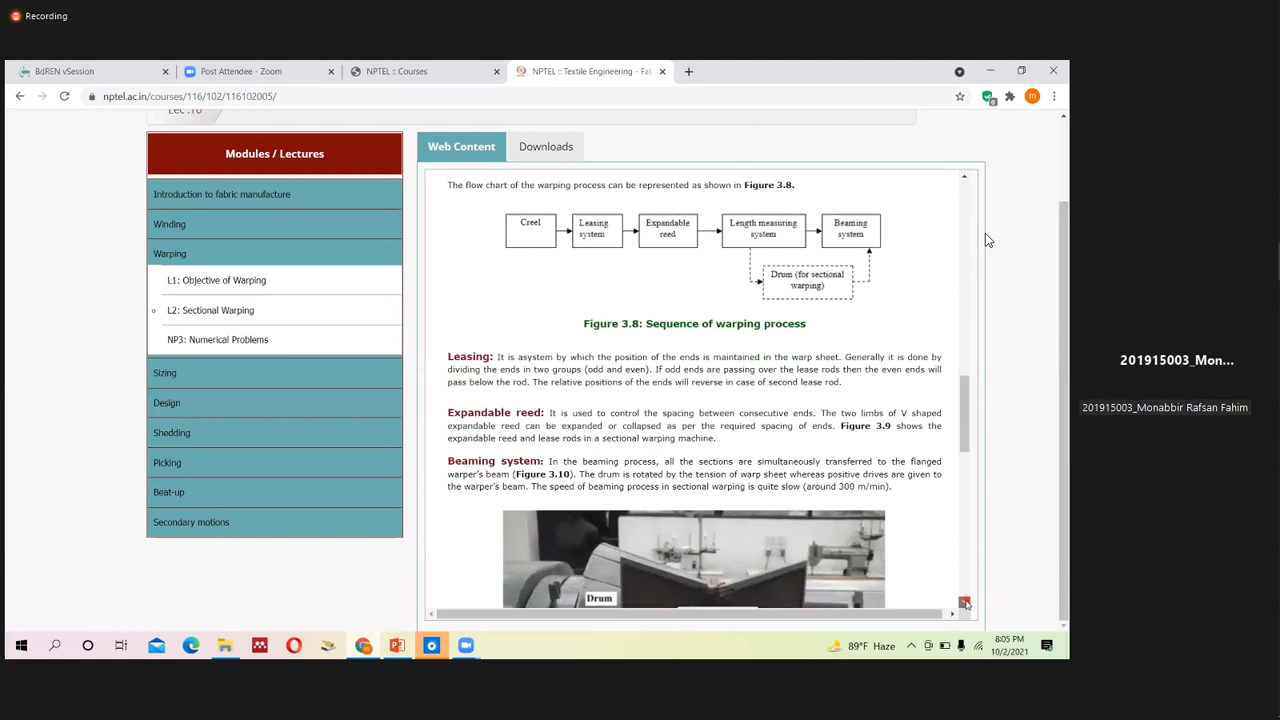 Recording
BdREN vSession
Post Attendee - Zoom
NPTEL :: Courses
NPTEL :: Textile Engineering - Fal
nptel.ac.in/courses/116/102/116102005/
m
Modules / Lectures
Introduction to fabric manufacture
Winding
Warping
L1: Objective of Warping
L2: Sectional Warping
NP3: Numerical Problems
Sizing
Design
Shedding
Picking
Beat-up
Secondary motions
Web Content
Downloads
The flow chart of the warping process can be represented as shown in Figure 3.8.
Creel
Leasing
system
Expandable
reed
Length measuring
system
Beaming
system
Drum (for sectional
warping)
Figure 3.8: Sequence of warping process
Leasing: It is asystem by which the position of the ends is maintained in the warp sheet. Generally it is done by
dividing the ends in two groups (odd and even). If odd ends are passing over the lease rods then the even ends will
pass below the rod. The relative positions of the ends will reverse in case of second lease rod.
Expandable reed: It is used to control the spacing between consecutive ends. The two limbs of V shaped
expandable reed can be expanded or collapsed as per the required spacing of ends. Figure 3.9 shows the
expandable reed and lease rods in a sectional warping machine.
Beaming system: In the beaming process, all the sections are simultaneously transferred to the flanged
warper's beam (Figure 3.10). The drum is rotated by the tension of warp sheet whereas positive drives are given to
the warper's beam. The speed of beaming process in sectional warping is quite slow (around 300 m/min).
Drum
201915003_Mon...
201915003_Monabbir Rafsan Fahim
89°F Haze
8:05 PM
10/2/2021